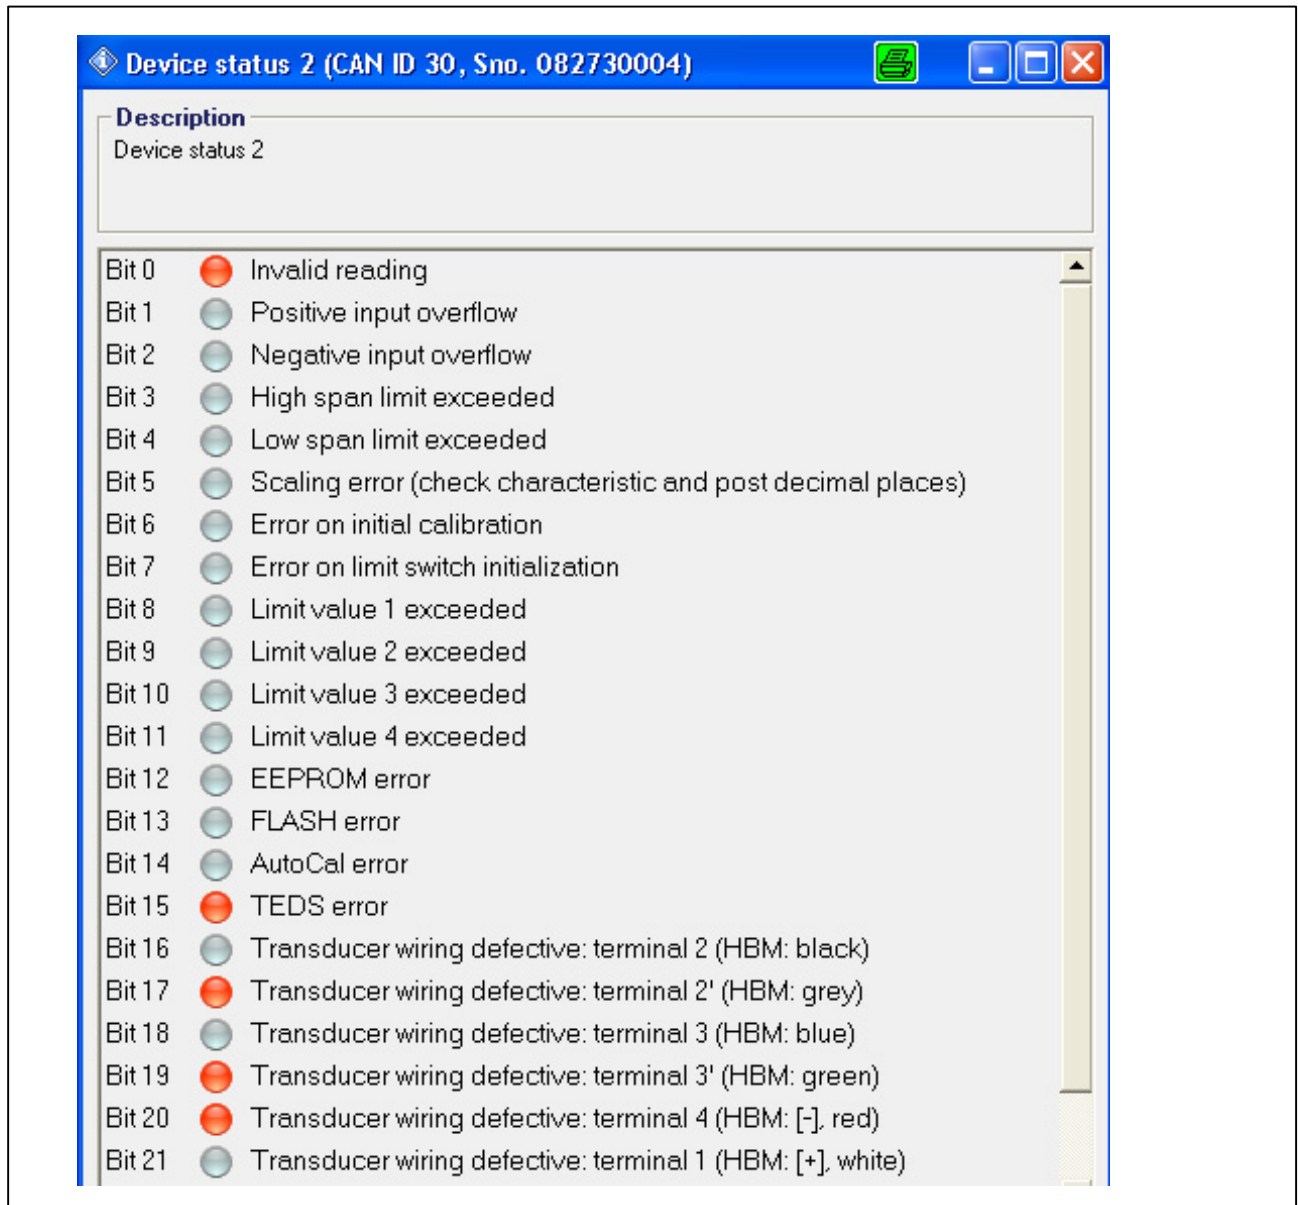 Device status 2 (CAN ID 30, Sno. 082730004)
Description
Device status 2
Bit 0 Invalid reading
Bit 1 Positive input overflow
Bit 2 Negative input overflow
Bit 3 High span limit exceeded
Bit 4 Low span limit exceeded
Bit 5 Scaling error (check characteristic and post decimal places)
Bit 6 Error on initial calibration
Bit 7 Error on limit switch initialization
Bit 8 Limit value 1 exceeded
Bit 9 Limit value 2 exceeded
Bit 10 Limit value 3 exceeded
Bit 11 Limit value 4 exceeded
Bit 12 EEPROM error
Bit 13 FLASH error
Bit 14 AutoCal error
Bit 15 TEDS error
Bit 16 Transducer wiring defective: terminal 2 (HBM: black)
Bit 17 Transducer wiring defective: terminal 2' (HBM: grey)
Bit 18 Transducer wiring defective: terminal 3 (HBM: blue)
Bit 19 Transducer wiring defective: terminal 3' (HBM: green)
Bit 20 Transducer wiring defective: terminal 4 (HBM: [-], red)
Bit 21 Transducer wiring defective: terminal 1 (HBM: [+], white)